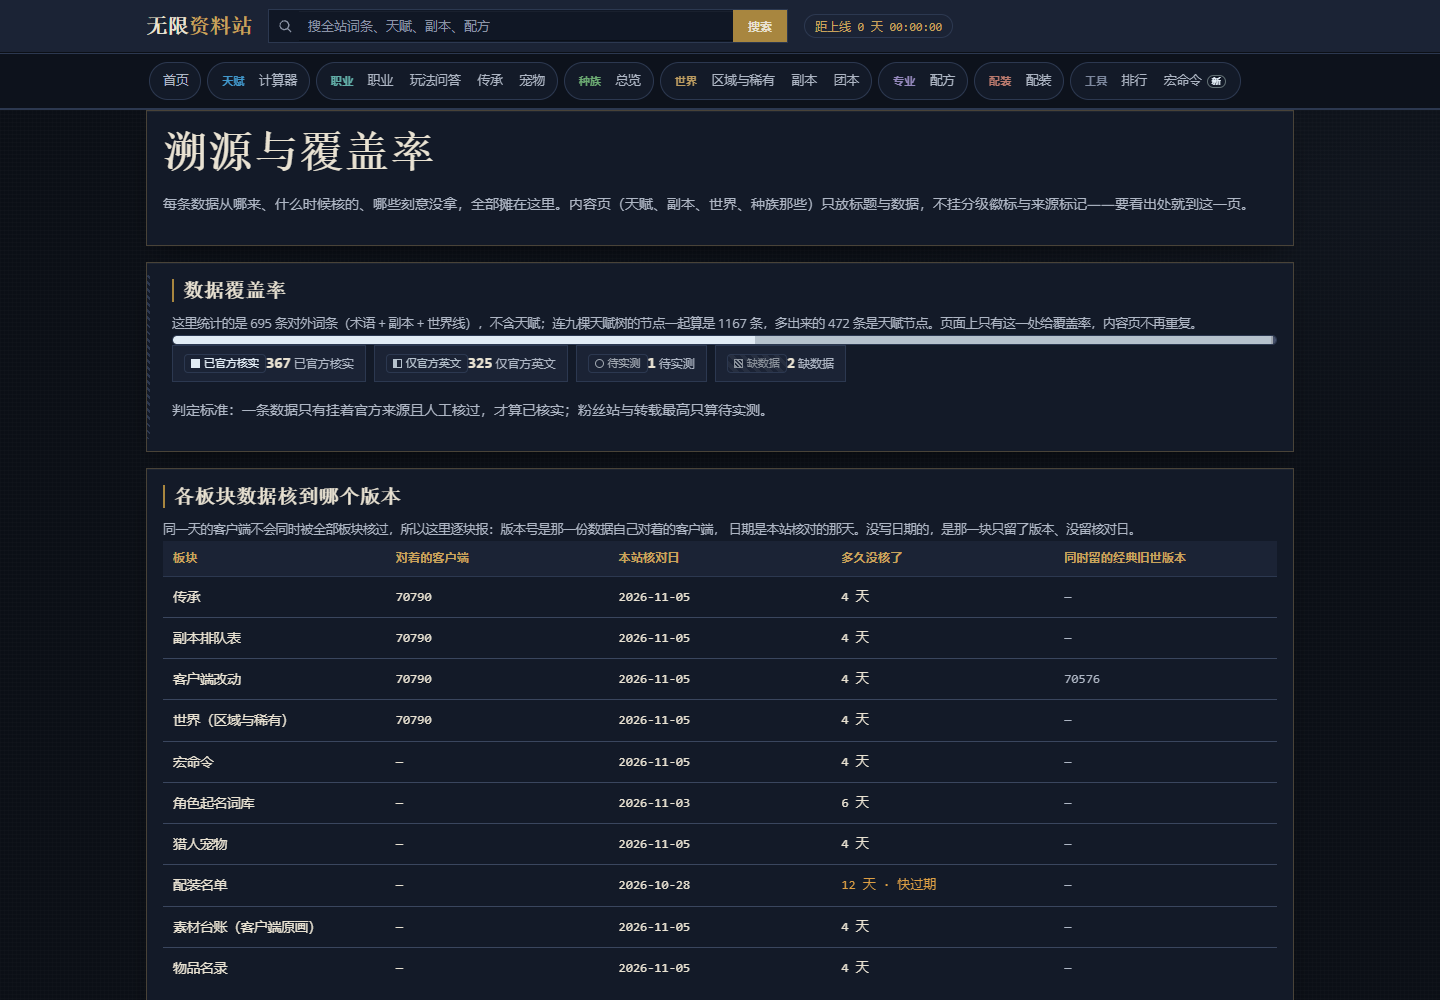 无限资料站
搜全站词条、天赋、副本、配方
搜索
距上线 0 天 00:00:00
首页
天赋 计算器
职业 职业 玩法问答 传承 宠物
种族 总览
世界 区域与稀有 副本 团本
专业 配方
配装 配装
工具 排行 宏命令 新
溯源与覆盖率
每条数据从哪来、什么时候核的、哪些刻意没拿，全部摊在这里。内容页（天赋、副本、世界、种族那些）只放标题与数据，不挂分级徽标与来源标记——要看出处就到这一页。
数据覆盖率
这里统计的是 695 条对外词条（术语 + 副本 + 世界线），不含天赋；连九棵天赋树的节点一起算是 1167 条，多出来的 472 条是天赋节点。页面上只有这一处给覆盖率，内容页不再重复。
已官方核实 367 已官方核实
仅官方英文 325 仅官方英文
待实测 1 待实测
缺数据 2 缺数据
判定标准：一条数据只有挂着官方来源且人工核过，才算已核实；粉丝站与转载最高只算待实测。
各板块数据核到哪个版本
同一天的客户端不会同时被全部板块核过，所以这里逐块报：版本号是那一份数据自己对着的客户端， 日期是本站核对的那天。没写日期的，是那一块只留了版本、没留核对日。
板块 对着的客户端 本站核对日 多久没核了 同时留的经典旧世版本
传承 70790 2026-11-05 4 天 —
副本排队表 70790 2026-11-05 4 天 —
客户端改动 70790 2026-11-05 4 天 70576
世界（区域与稀有） 70790 2026-11-05 4 天 —
宏命令 — 2026-11-05 4 天 —
角色起名词库 — 2026-11-03 6 天 —
猎人宠物 — 2026-11-05 4 天 —
配装名单 — 2026-10-28 12 天 · 快过期 —
素材台账（客户端原画） — 2026-11-05 4 天 —
物品名录 — 2026-11-05 4 天 —